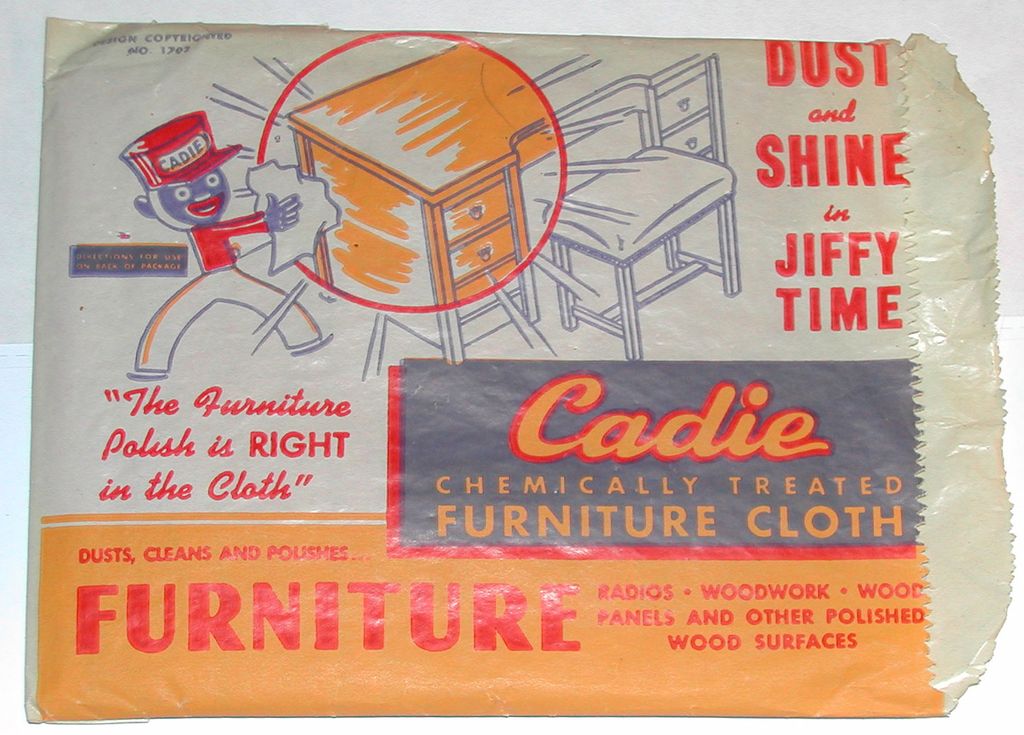 DESIGN COPYRIGHTED
NO. 1707
DUST
and
SHINE
in
JIFFY
TIME
CADIE
DIRECTIONS FOR USE
ON BACK OF PACKAGE
"The Furniture
Polish is RIGHT
in the Cloth"
Cadie
CHEMICALLY TREATED
FURNITURE CLOTH
DUSTS, CLEANS AND POLISHES...
FURNITURE
RADIOS • WOODWORK • WOOD
PANELS AND OTHER POLISHED
WOOD SURFACES